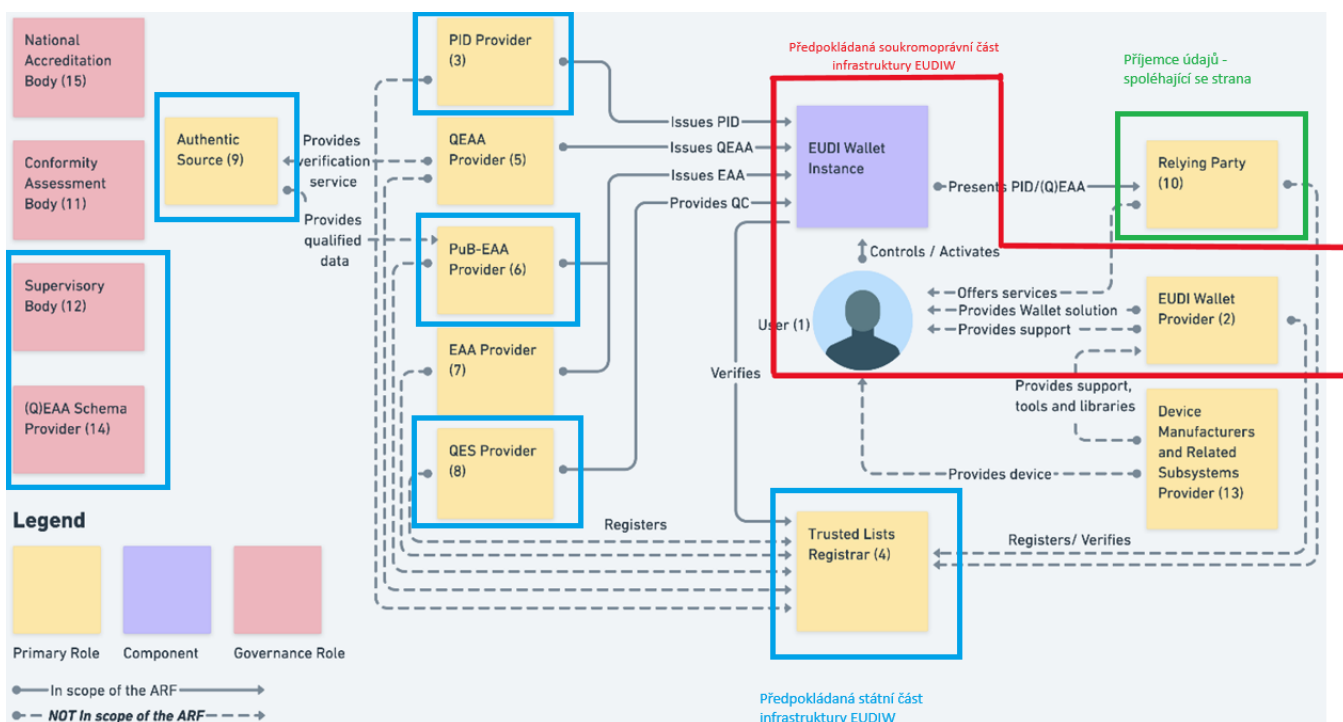 National
Accreditation
Body (15)
Conformity
Assessment
Body (11)
Supervisory
Body (12)
(Q)EAA Schema
Provider (14)
Authentic
Source (9)
Provides
verification
service
Provides
qualified
data
PID Provider
(3)
QEAA
Provider (5)
PuB-EAA
Provider (6)
EAA Provider
(7)
QES Provider
(8)
Issues PID
Issues QEAA
Issues EAA
Provides QC
Předpokládaná soukromoprávní část
infrastruktury EUDIW
EUDI Wallet
Instance
Příjemce údajů -
spoléhající se strana
Relying Party
(10)
Presents PID/(Q)EAA
Controls / Activates
User (1)
Offers services
Provides Wallet solution
Provides support
EUDI Wallet
Provider (2)
Verifies
Provides support,
tools and libraries
Device
Manufacturers
and Related
Subsystems
Provider (13)
Provides device
Registers
Trusted Lists
Registrar (4)
Registers/ Verifies
Předpokládaná státní část
infrastruktury EUDIW
Legend
Primary Role
Component
Governance Role
In scope of the ARF
NOT In scope of the ARF